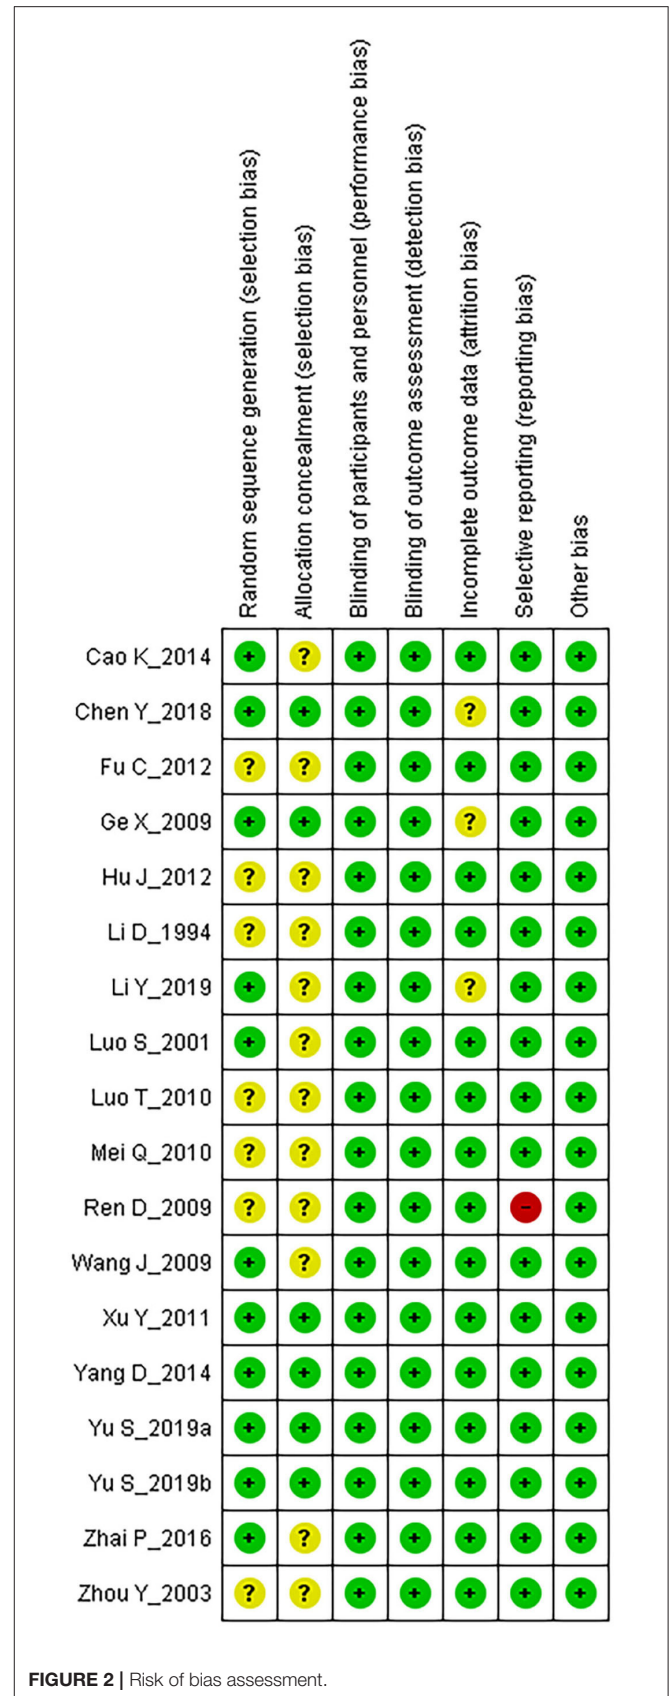 Random sequence generation (selection bias)
Allocation concealment (selection bias)
Blinding of participants and personnel (performance bias)
Blinding of outcome assessment (detection bias)
Incomplete outcome data (attrition bias)
Selective reporting (reporting bias)
Other bias
Cao K_2014 + ? + + + + +
Chen Y_2018 + + + + ? + +
Fu C_2012 ? ? + + + + +
Ge X_2009 + + + + ? + +
Hu J_2012 ? ? + + + + +
Li D_1994 ? ? + + + + +
Li Y_2019 + ? + + ? + +
Luo S_2001 + ? + + + + +
Luo T_2010 ? ? + + + + +
Mei Q_2010 ? ? + + + + +
Ren D_2009 ? ? + + + - +
Wang J_2009 + ? + + + + +
Xu Y_2011 + + + + + + +
Yang D_2014 + + + + + + +
Yu S_2019a + + + + + + +
Yu S_2019b + + + + + + +
Zhai P_2016 + ? + + + + +
Zhou Y_2003 ? ? + + + + +
FIGURE 2 | Risk of bias assessment.